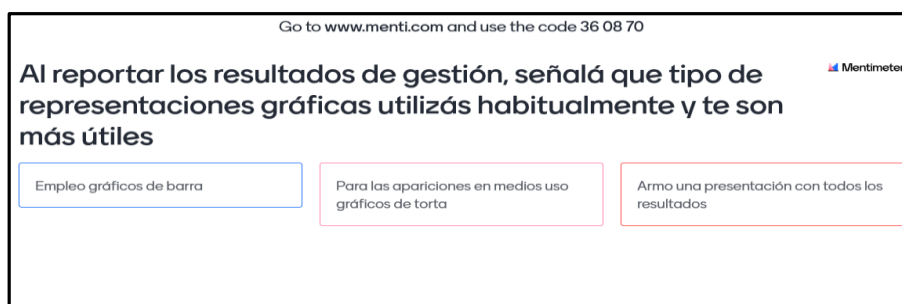 Go to www.menti.com and use the code 36 08 70
Al reportar los resultados de gestión, señalá que tipo de
representaciones gráficas utilizás habitualmente y te son
más útiles
Mentimeter
Empleo gráficos de barra
Para las apariciones en medios uso
gráficos de torta
Armo una presentación con todos los
resultados